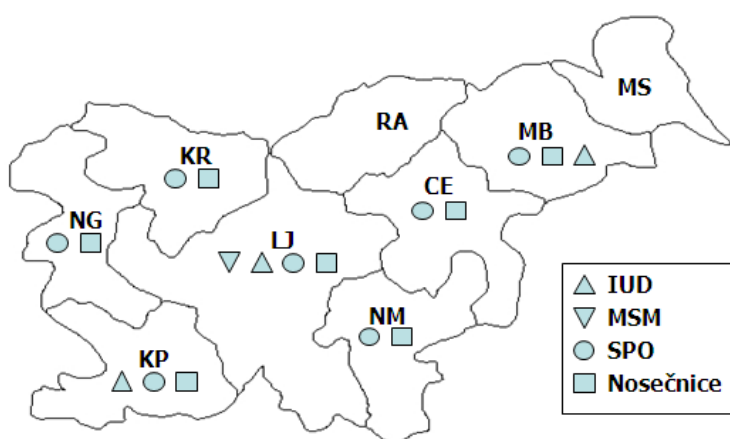 MS
RA
MB
KR
CE
NG
LJ
NM
KP
IUD
MSM
SPO
Nosečnice